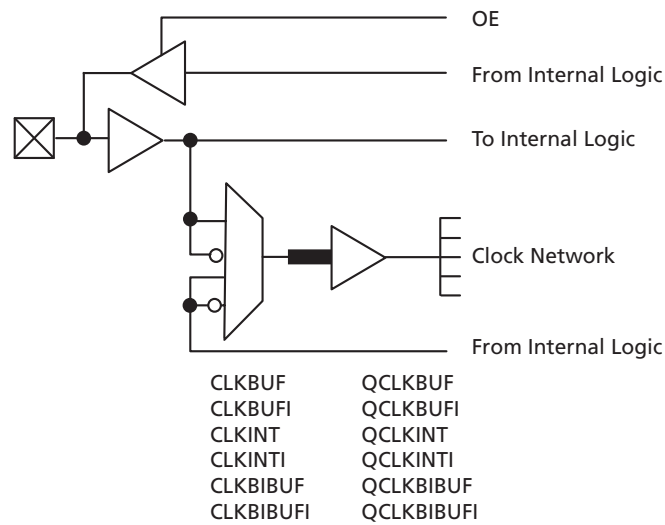 OE
From Internal Logic
To Internal Logic
Clock Network
From Internal Logic
CLKBUF QCLKBUF
CLKBUFI QCLKBUFI
CLKINT QCLKINT
CLKINTI QCLKINTI
CLKBIBUF QCLKBIBUF
CLKBIBUFI QCLKBIBUFI